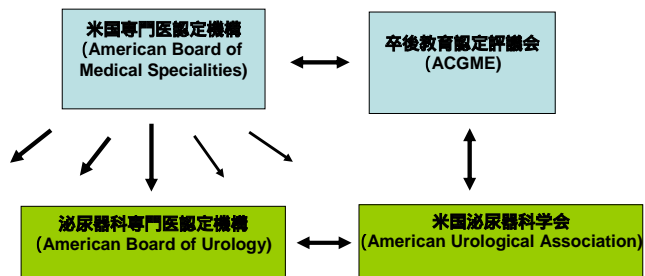 米国専門医認定機構
(American Board of
Medical Specialities)
卒後教育認定評議会
(ACGME)
泌尿器科専門医認定機構
(American Board of Urology)
米国泌尿器科学会
(American Urological Association)